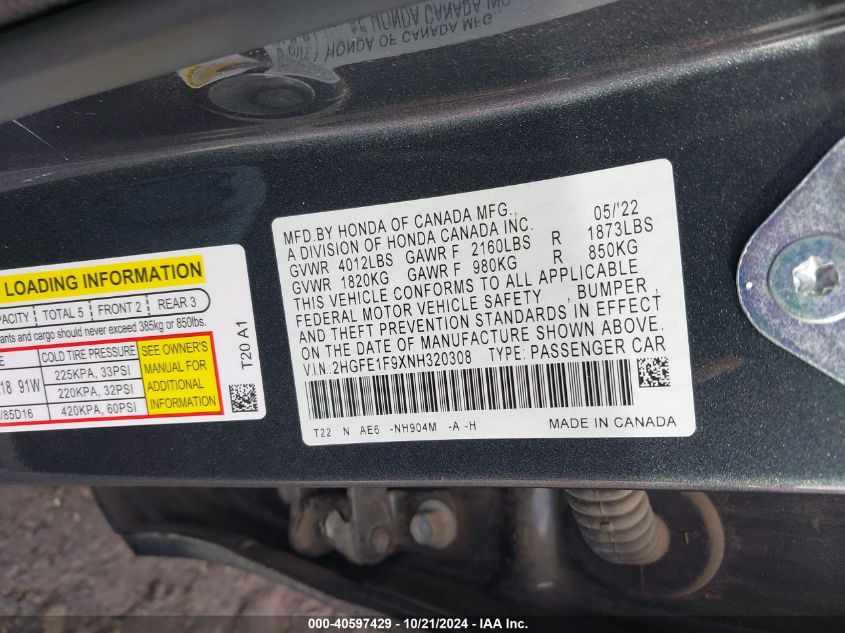 HONDA CANADA INC
HONDA OF CANADA MFG.
MFD.BY HONDA OF CANADA MFG., 05/'22
A DIVISION OF HONDA CANADA INC.
GVWR 4012LBS GAWR F 2160LBS R 1873LBS
GVWR 1820KG GAWR F 980KG R 850KG
THIS VEHICLE CONFORMS TO ALL APPLICABLE
FEDERAL MOTOR VEHICLE SAFETY , BUMPER ,
AND THEFT PREVENTION STANDARDS IN EFFECT
ON THE DATE OF MANUFACTURE SHOWN ABOVE.
V.I.N.:2HGFE1F9XNH320308 TYPE: PASSENGER CAR
T22 N AE6 -NH904M -A -H MADE IN CANADA
LOADING INFORMATION
TOTAL 5 FRONT 2 REAR 3
and cargo should never exceed 385kg or 850lbs.
COLD TIRE PRESSURE SEE OWNER'S
18 91W 225KPA, 33PSI MANUAL FOR
220KPA, 32PSI ADDITIONAL
/85D16 420KPA, 60PSI INFORMATION
T20 A1
000-40597429 - 10/21/2024 - IAA Inc.